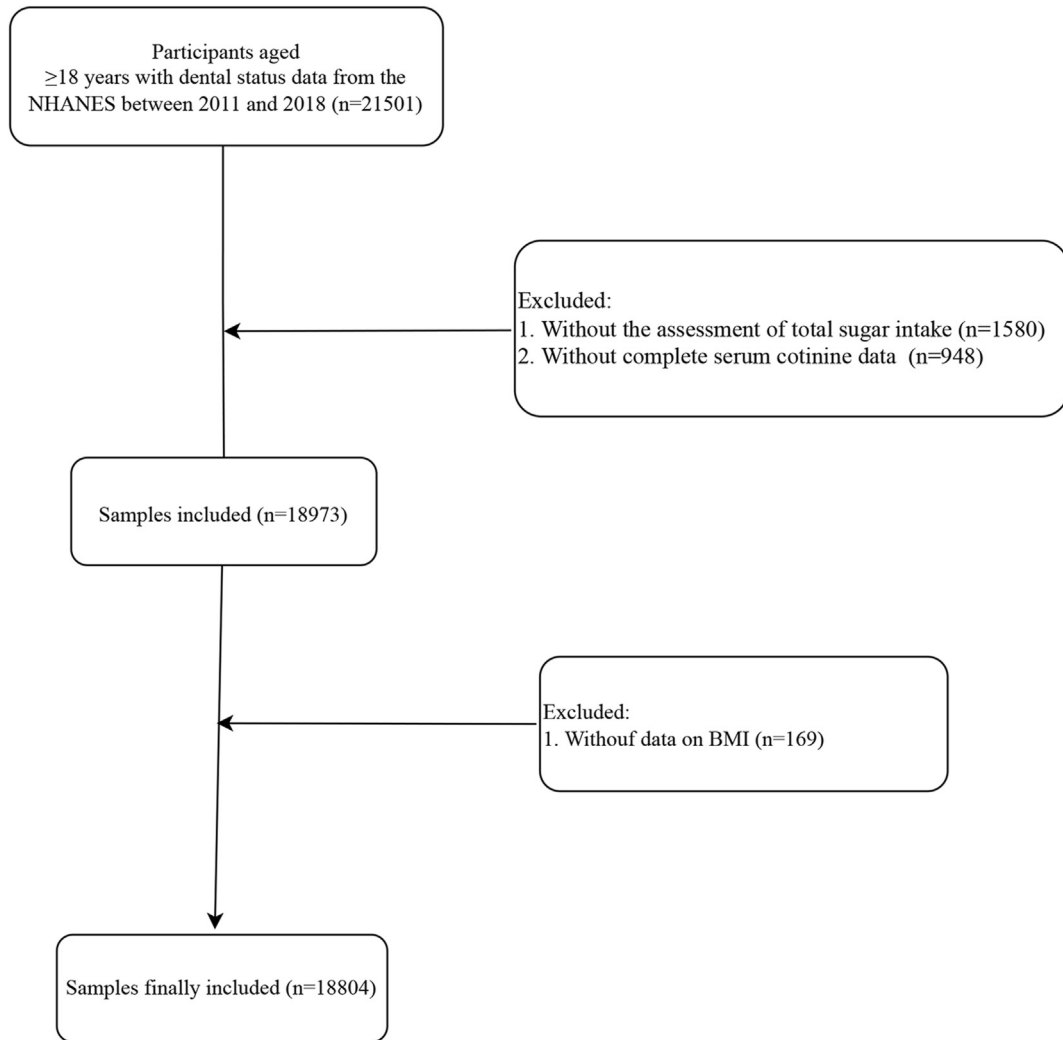 Participants aged
≥18 years with dental status data from the
NHANES between 2011 and 2018 (n=21501)
Excluded:
1. Without the assessment of total sugar intake (n=1580)
2. Without complete serum cotinine data (n=948)
Samples included (n=18973)
Excluded:
1. Withouf data on BMI (n=169)
Samples finally included (n=18804)